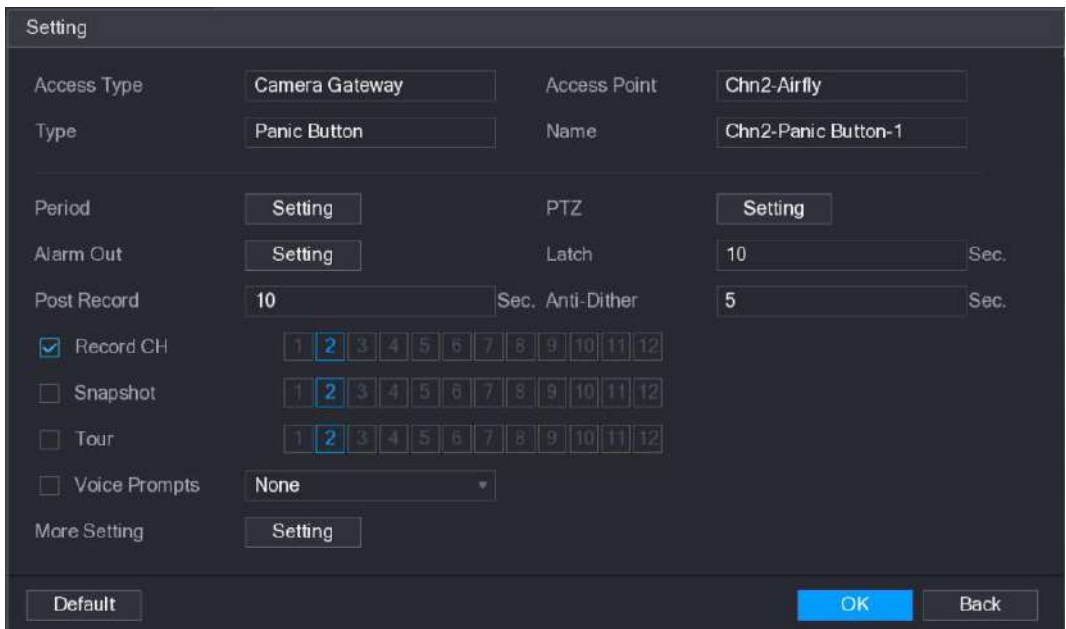 Setting
Access Type Camera Gateway Access Point Chn2-Airfly
Type Panic Button Name Chn2-Panic Button-1
Period Setting PTZ Setting
Alarm Out Setting Latch 10 Sec.
Post Record 10 Sec. Anti-Dither 5 Sec.
Record CH 1 2 3 4 5 6 7 8 9 10 11 12
Snapshot 1 2 3 4 5 6 7 8 9 10 11 12
Tour 1 2 3 4 5 6 7 8 9 10 11 12
Voice Prompts None
More Setting Setting
Default OK Back